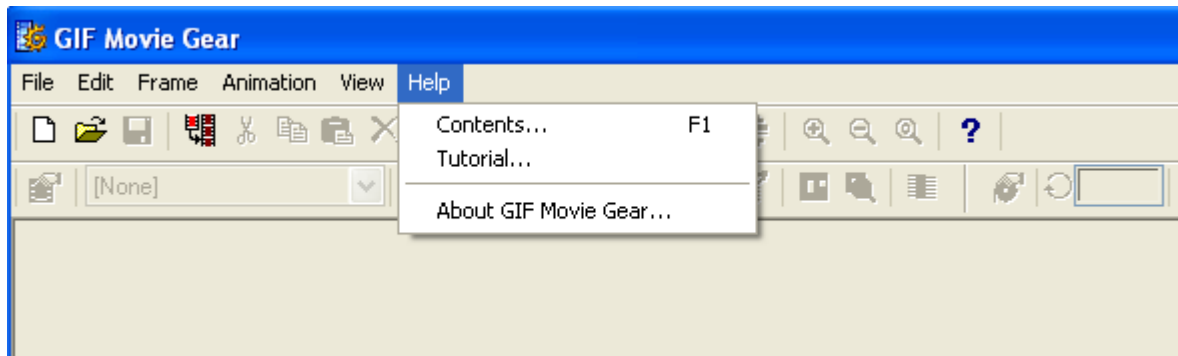 GIF Movie Gear
File Edit Frame Animation View Help
Contents... F1
Tutorial...
[None]
About GIF Movie Gear...